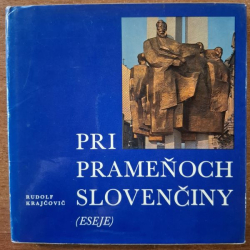 PRI
PRAMEŇOCH
SLOVENČINY
(ESEJE)
RUDOLF
KRAJČOVIČ